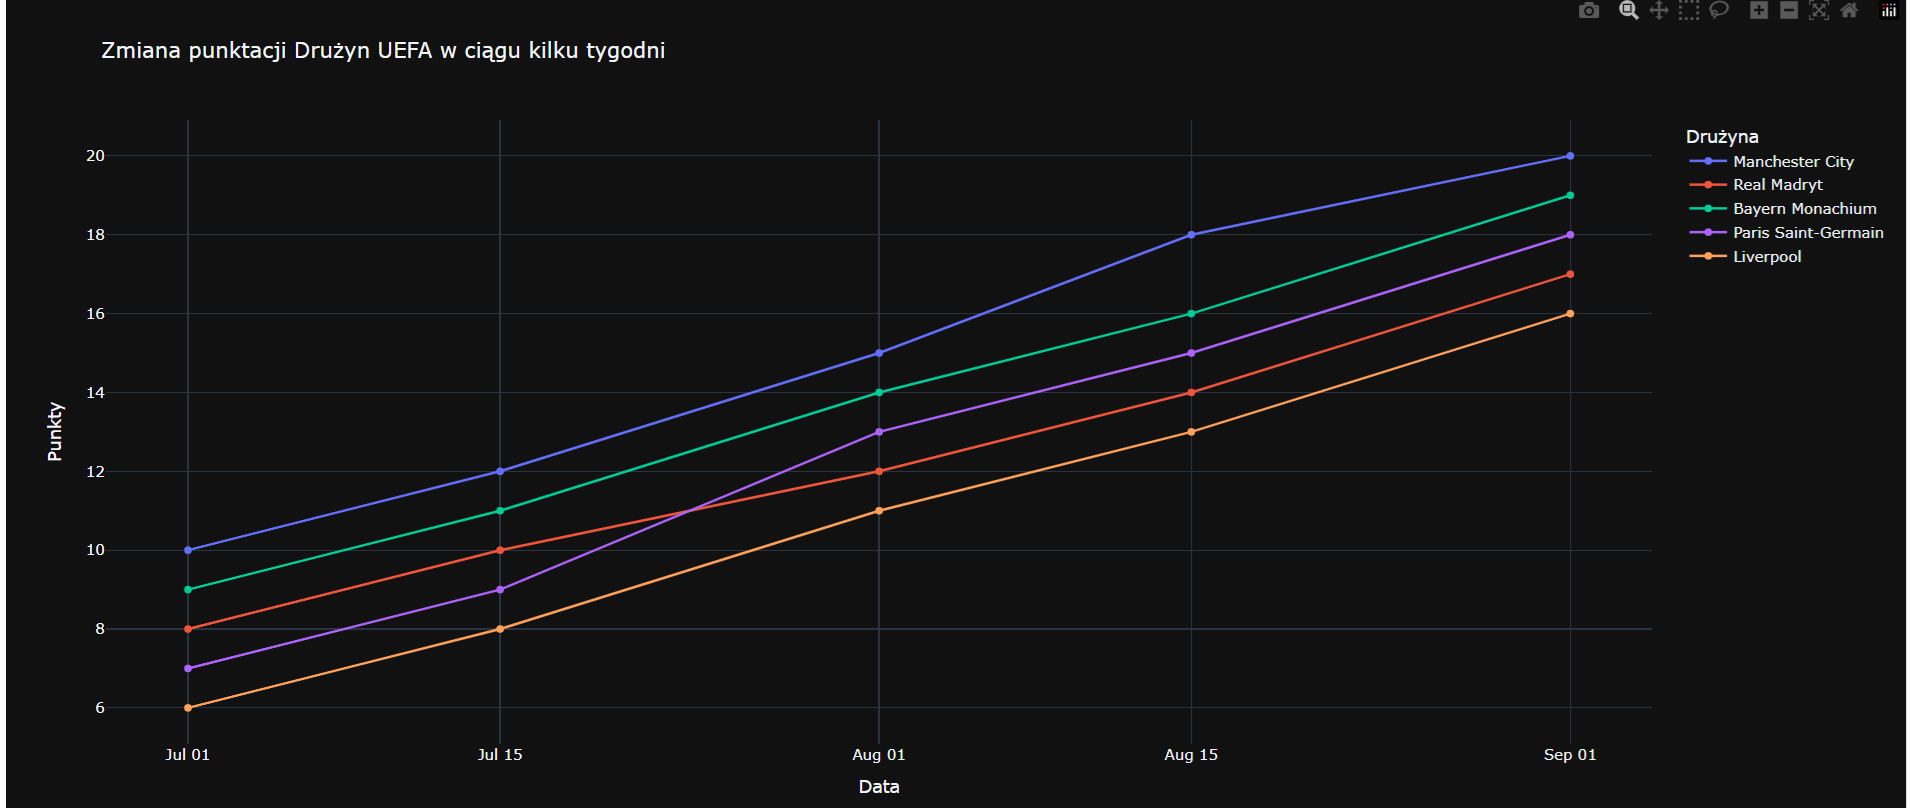 Zmiana punktacji Drużyn UEFA w ciągu kilku tygodni
Drużyna
Manchester City
Real Madryt
Bayern Monachium
Paris Saint-Germain
Liverpool
Punkty
20
18
16
14
12
10
8
6
Jul 01
Jul 15
Aug 01
Aug 15
Sep 01
Data